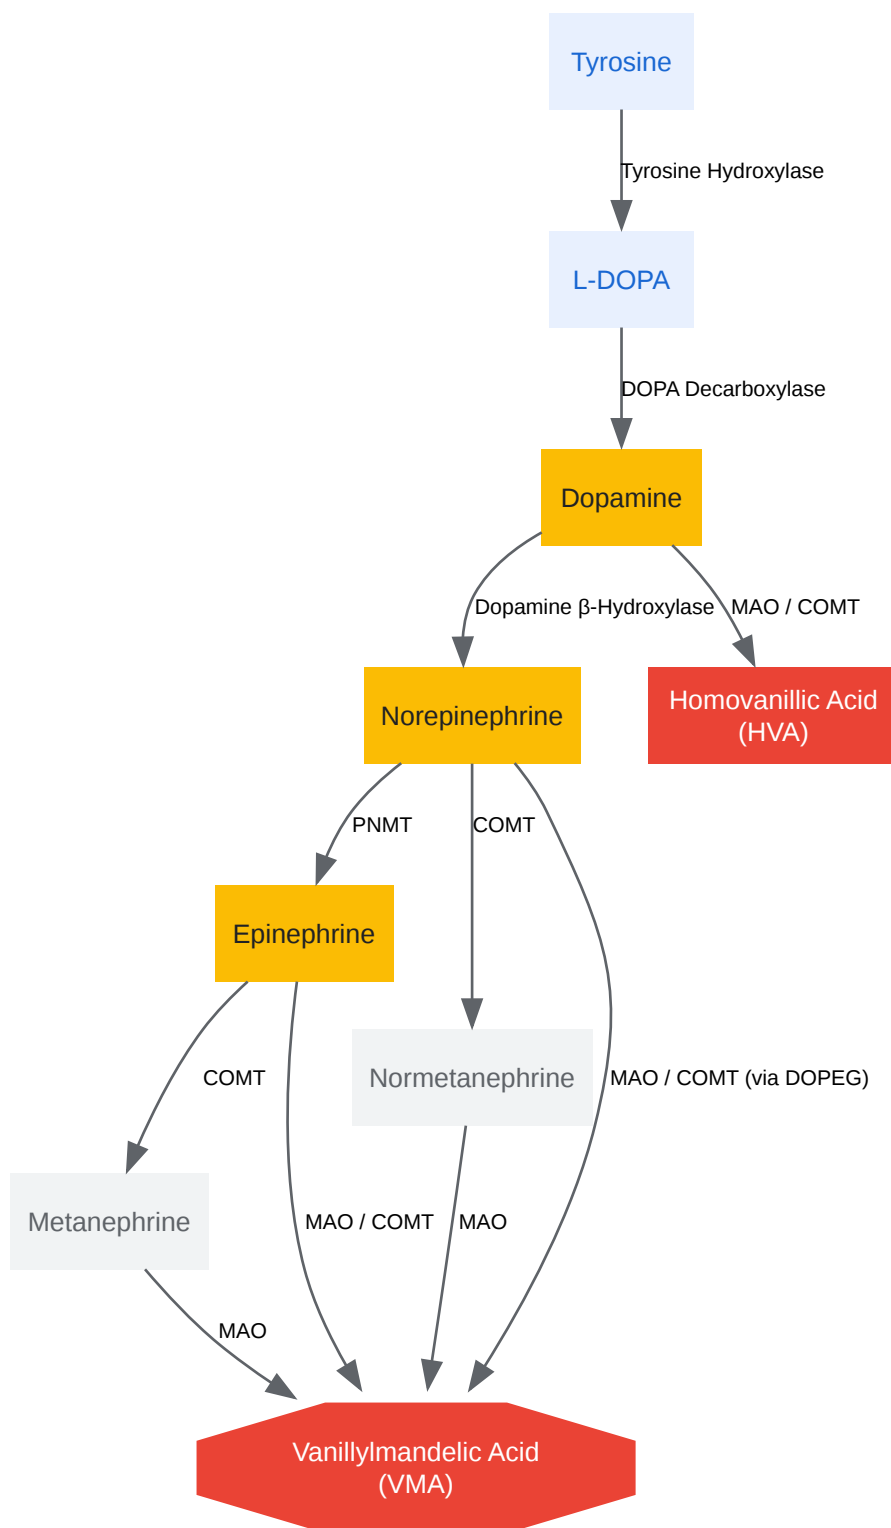 Tyrosine
Tyrosine Hydroxylase
L-DOPA
DOPA Decarboxylase
Dopamine
Dopamine β-Hydroxylase
MAO / COMT
Norepinephrine
Homovanillic Acid
(HVA)
PNMT
COMT
Epinephrine
COMT
Normetanephrine
MAO / COMT (via DOPEG)
Metanephrine
MAO / COMT
MAO
MAO
Vanillylmandelic Acid
(VMA)